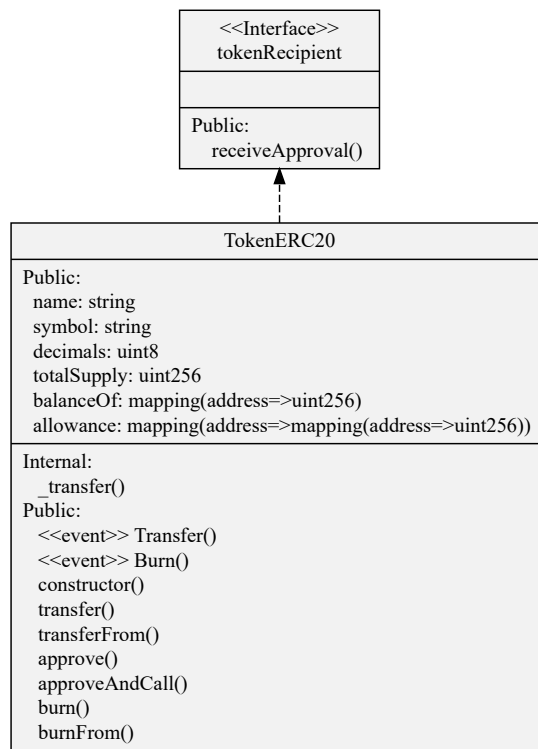 <<Interface>>
tokenRecipient
Public:
receiveApproval()
TokenERC20
Public:
name: string
symbol: string
decimals: uint8
totalSupply: uint256
balanceOf: mapping(address=>uint256)
allowance: mapping(address=>mapping(address=>uint256))
Internal:
_transfer()
Public:
<<event>> Transfer()
<<event>> Burn()
constructor()
transfer()
transferFrom()
approve()
approveAndCall()
burn()
burnFrom()